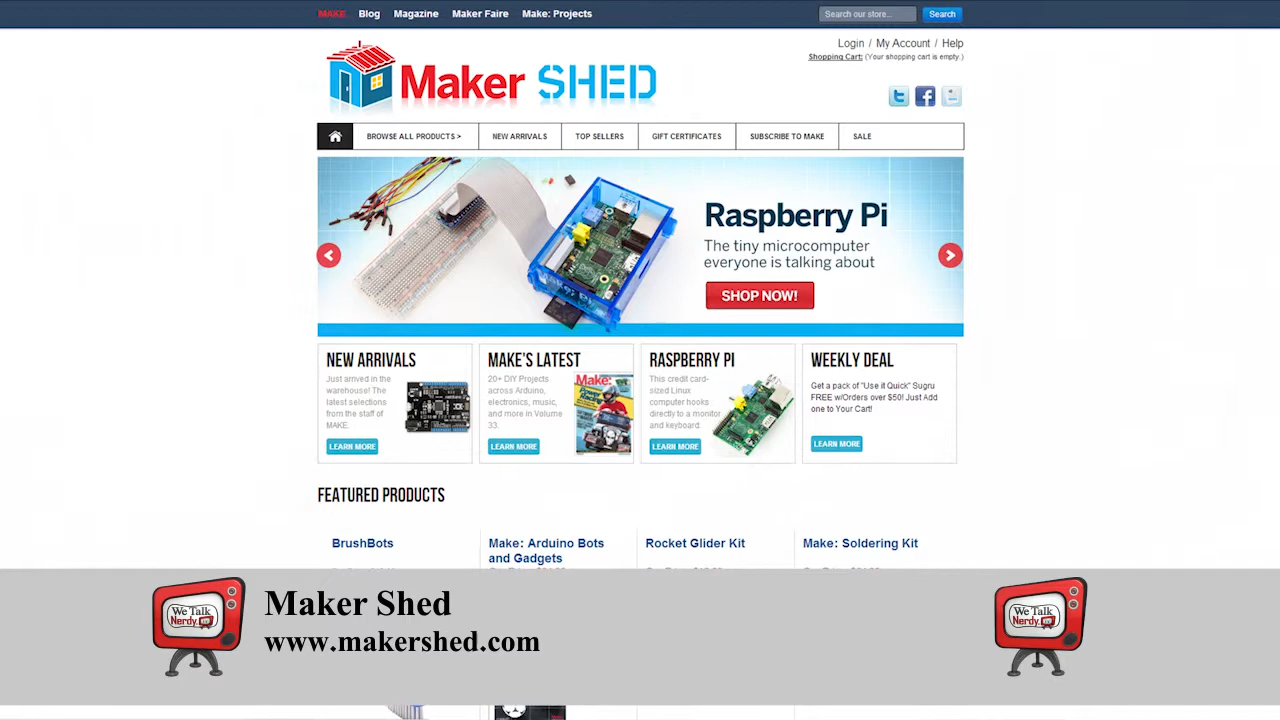 MAKE Blog Magazine Maker Faire Make: Projects Search our store... Search
Login / My Account / Help
Shopping Cart: (Your shopping cart is empty.)
Maker SHED
BROWSE ALL PRODUCTS > NEW ARRIVALS TOP SELLERS GIFT CERTIFICATES SUBSCRIBE TO MAKE SALE
Raspberry Pi
The tiny microcomputer
everyone is talking about
SHOP NOW!
NEW ARRIVALS
Just arrived in the
warehouse! The
latest selections
from the staff of
MAKE.
LEARN MORE
MAKE'S LATEST
20+ DIY Projects
across Arduino,
electronics, music,
and more in Volume
33.
LEARN MORE
Make:
RASPBERRY PI
This credit card-
sized Linux
computer hooks
directly to a monitor
and keyboard.
LEARN MORE
WEEKLY DEAL
Get a pack of "Use it Quick" Sugru
FREE w/Orders over $50! Just Add
one to Your Cart!
LEARN MORE
FEATURED PRODUCTS
BrushBots
Make: Arduino Bots
and Gadgets
Rocket Glider Kit
Make: Soldering Kit
We Talk
Nerdy
Maker Shed
www.makershed.com
We Talk
Nerdy